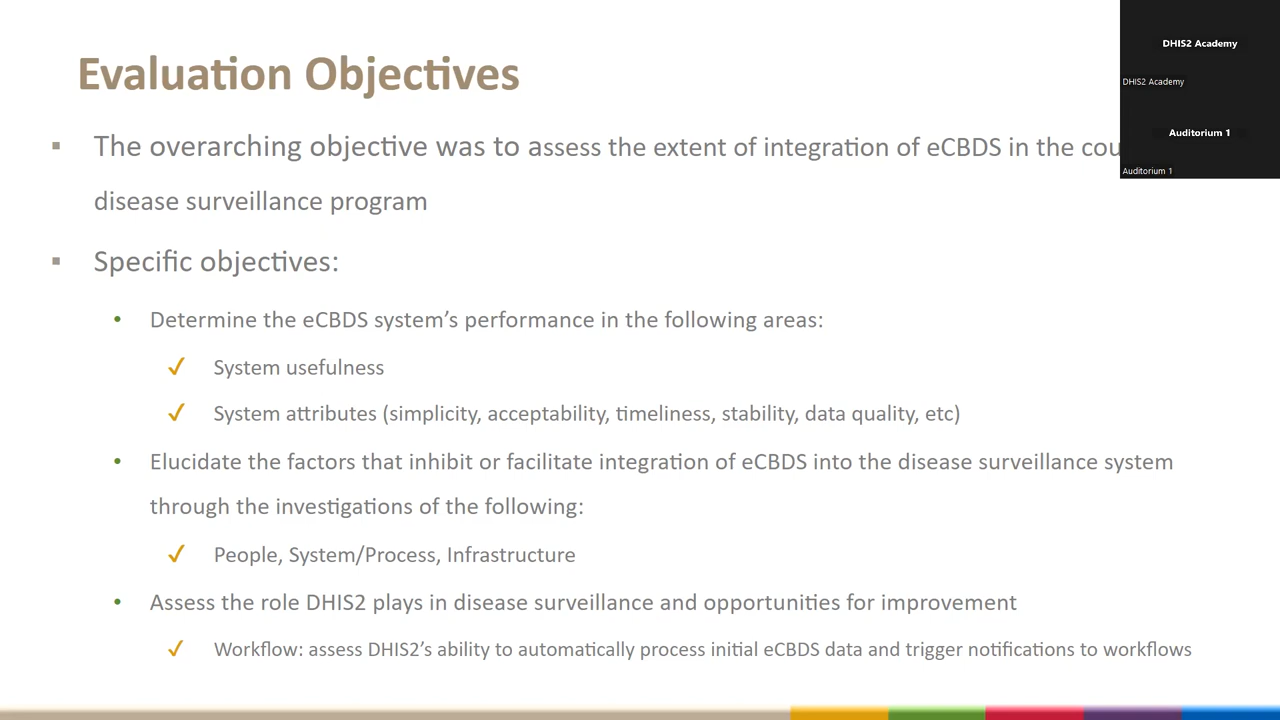 Evaluation Objectives
The overarching objective was to assess the extent of integration of eCBDS in the
disease surveillance program
Specific objectives:
Determine the eCBDS system’s performance in the following areas:
System usefulness
System attributes (simplicity, acceptability, timeliness, stability, data quality, etc)
Elucidate the factors that inhibit or facilitate integration of eCBDS into the disease surveillance system
through the investigations of the following:
People, System/Process, Infrastructure
Assess the role DHIS2 plays in disease surveillance and opportunities for improvement
Workflow: assess DHIS2’s ability to automatically process initial eCBDS data and trigger notifications to workflows
DHIS2 Academy
DHIS2 Academy
Auditorium 1
Auditorium 1